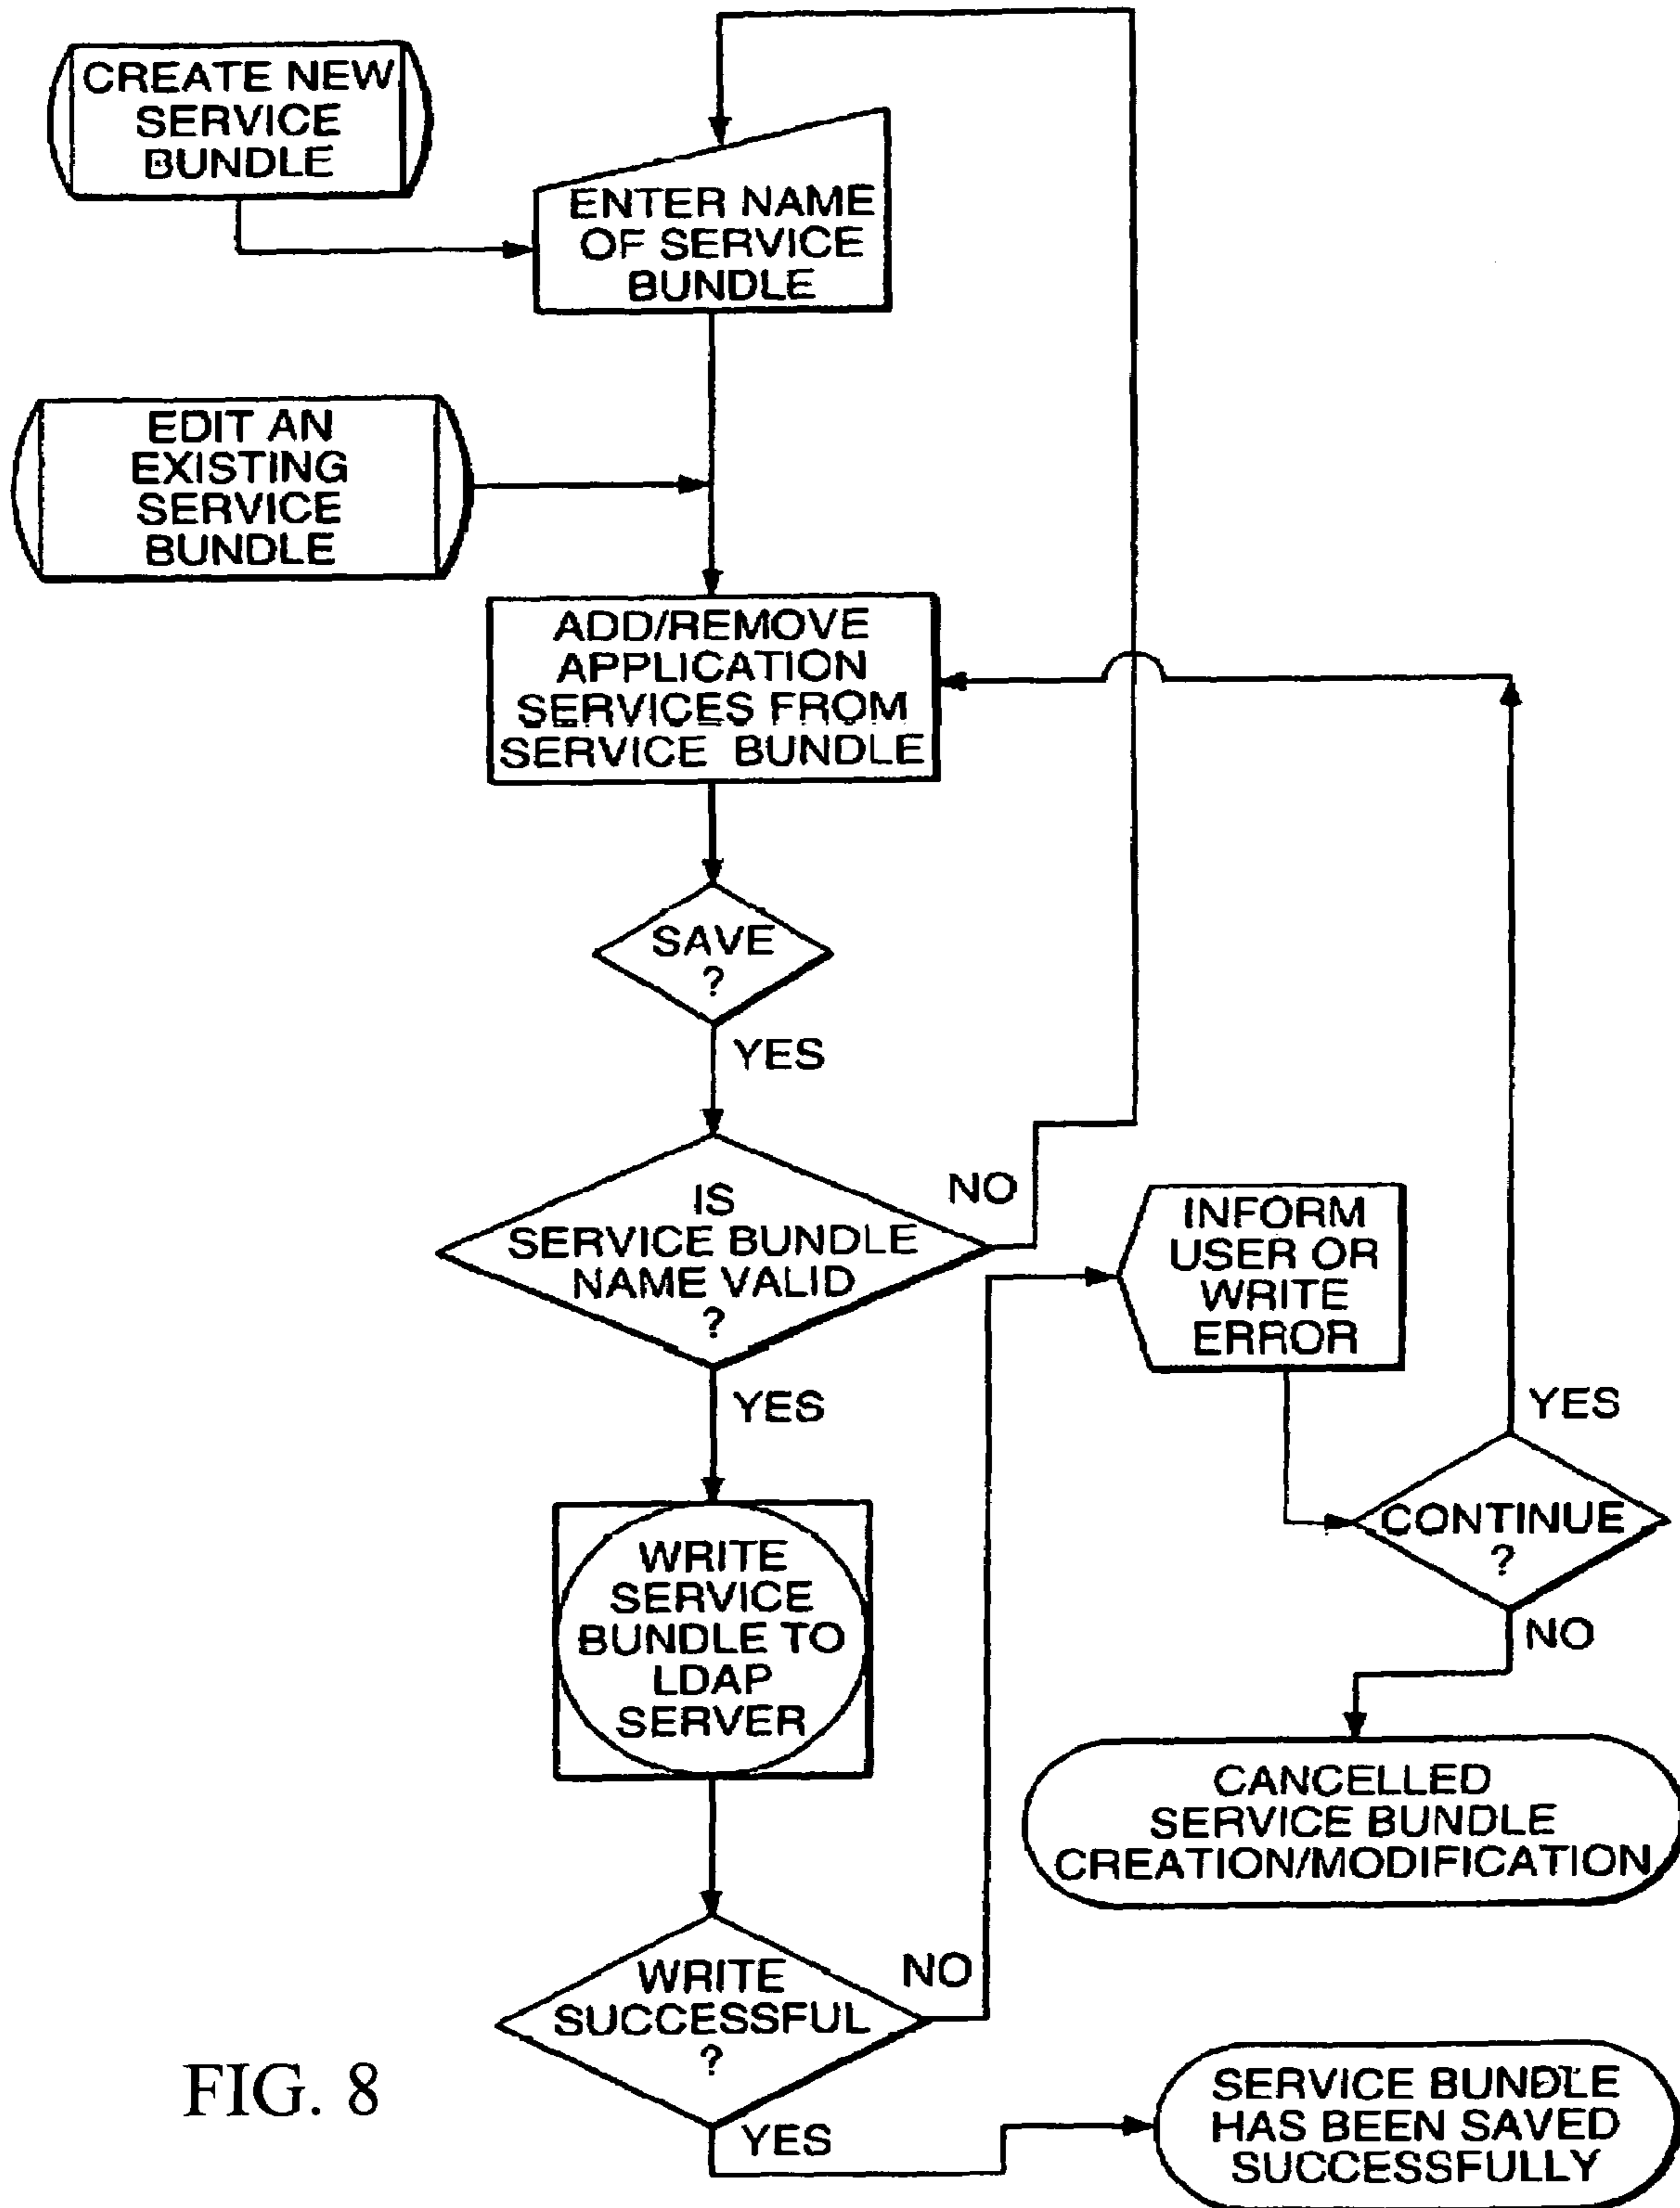 CREATE NEW
SERVICE
BUNDLE
ENTER NAME
OF SERVICE
BUNDLE
EDIT AN
EXISTING
SERVICE
BUNDLE
ADD/REMOVE
APPLICATION
SERVICES FROM
SERVICE BUNDLE
SAVE
?
YES
IS
SERVICE BUNDLE
NAME VALID
?
NO
YES
INFORM
USER OR
WRITE
ERROR
YES
CONTINUE
?
NO
WRITE
SERVICE
BUNDLE TO
LDAP
SERVER
CANCELLED
SERVICE BUNDLE
CREATION/MODIFICATION
WRITE
SUCCESSFUL
?
NO
YES
SERVICE BUNDLE
HAS BEEN SAVED
SUCCESSFULLY
FIG. 8